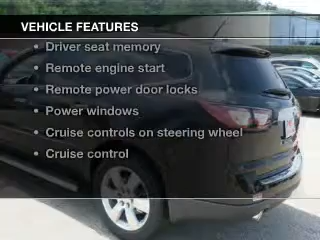 VEHICLE FEATURES
• Driver seat memory
• Remote engine start
• Remote power door locks
• Power windows
• Cruise controls on steering wheel
• Cruise control